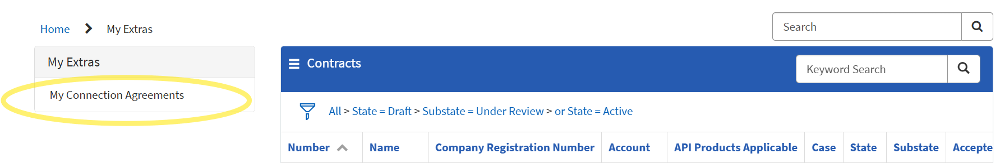 Home > My Extras
Search
My Extras
My Connection Agreements
Contracts
Keyword Search
All > State = Draft > Substate = Under Review > or State = Active
Number Name Company Registration Number Account API Products Applicable Case State Substate Accepte